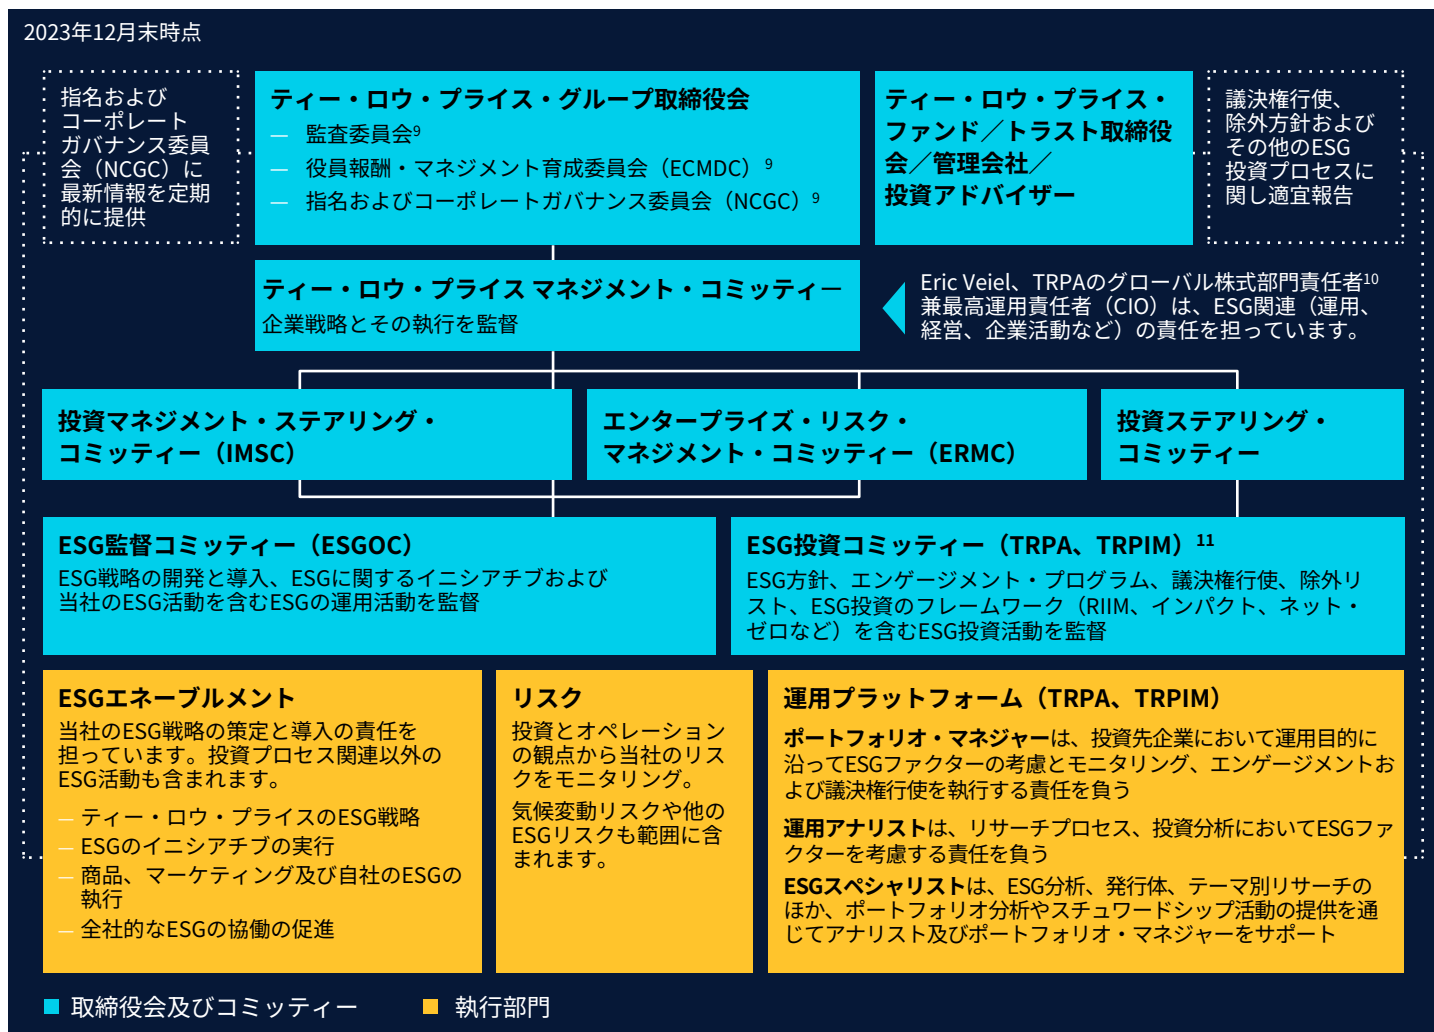 2023年12月末時点
指名および
コーポレート
ガバナンス委員
会（NCGC）に
最新情報を定期
的に提供
ティー・ロウ・プライス・グループ取締役会
— 監査委員会9
— 役員報酬・マネジメント育成委員会（ECMDC）9
— 指名およびコーポレートガバナンス委員会（NCGC）9
ティー・ロウ・プライス・
ファンド／トラスト取締役
会／管理会社／
投資アドバイザー
議決権行使、
除外方針および
その他のESG
投資プロセスに
関し適宜報告
ティー・ロウ・プライス マネジメント・コミッティー
企業戦略とその執行を監督
Eric Veiel、TRPAのグローバル株式部門責任者10
兼最高運用責任者（CIO）は、ESG関連（運用、
経営、企業活動など）の責任を担っています。
投資マネジメント・ステアリング・
コミッティー（IMSC）
エンタープライズ・リスク・
マネジメント・コミッティー（ERMC）
投資ステアリング・
コミッティー
ESG監督コミッティー（ESGOC）
ESG戦略の開発と導入、ESGに関するイニシアチブおよび
当社のESG活動を含むESGの運用活動を監督
ESG投資コミッティー（TRPA、TRPIM）11
ESG方針、エンゲージメント・プログラム、議決権行使、除外リ
スト、ESG投資のフレームワーク（RIIM、インパクト、ネット・
ゼロなど）を含むESG投資活動を監督
ESGエネーブルメント
当社のESG戦略の策定と導入の責任を
担っています。投資プロセス関連以外の
ESG活動も含まれます。
— ティー・ロウ・プライスのESG戦略
— ESGのイニシアチブの実行
— 商品、マーケティング及び自社のESGの
執行
— 全社的なESGの協働の促進
リスク
投資とオペレーション
の観点から当社のリス
クをモニタリング。
気候変動リスクや他の
ESGリスクも範囲に含
まれます。
運用プラットフォーム（TRPA、TRPIM）
ポートフォリオ・マネジャーは、投資先企業において運用目的に
沿ってESGファクターの考慮とモニタリング、エンゲージメントお
よび議決権行使を執行する責任を負う
運用アナリストは、リサーチプロセス、投資分析においてESGファ
クターを考慮する責任を負う
ESGスペシャリストは、ESG分析、発行体、テーマ別リサーチの
ほか、ポートフォリオ分析やスチュワードシップ活動の提供を通
じてアナリスト及びポートフォリオ・マネジャーをサポート
取締役会及びコミッティー
執行部門